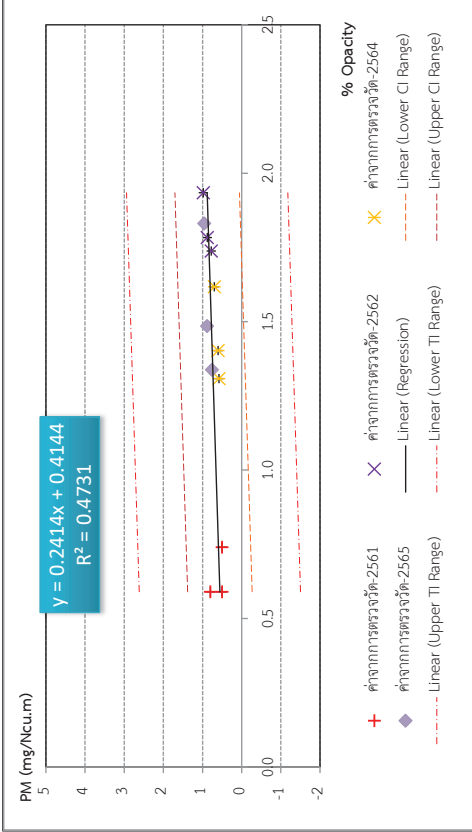 PM (mg/Ncu.m)
y = 0.2414x + 0.4144
R² = 0.4731
5
4
3
2
1
0
-1
-2
0.0
0.5
1.0
1.5
2.0
2.5
% Opacity
ค่าจากการตรวจวัด-2561
ค่าจากการตรวจวัด-2562
ค่าจากการตรวจวัด-2564
ค่าจากการตรวจวัด-2565
Linear (Regression)
Linear (Lower CI Range)
Linear (Upper TI Range)
Linear (Lower TI Range)
Linear (Upper CI Range)